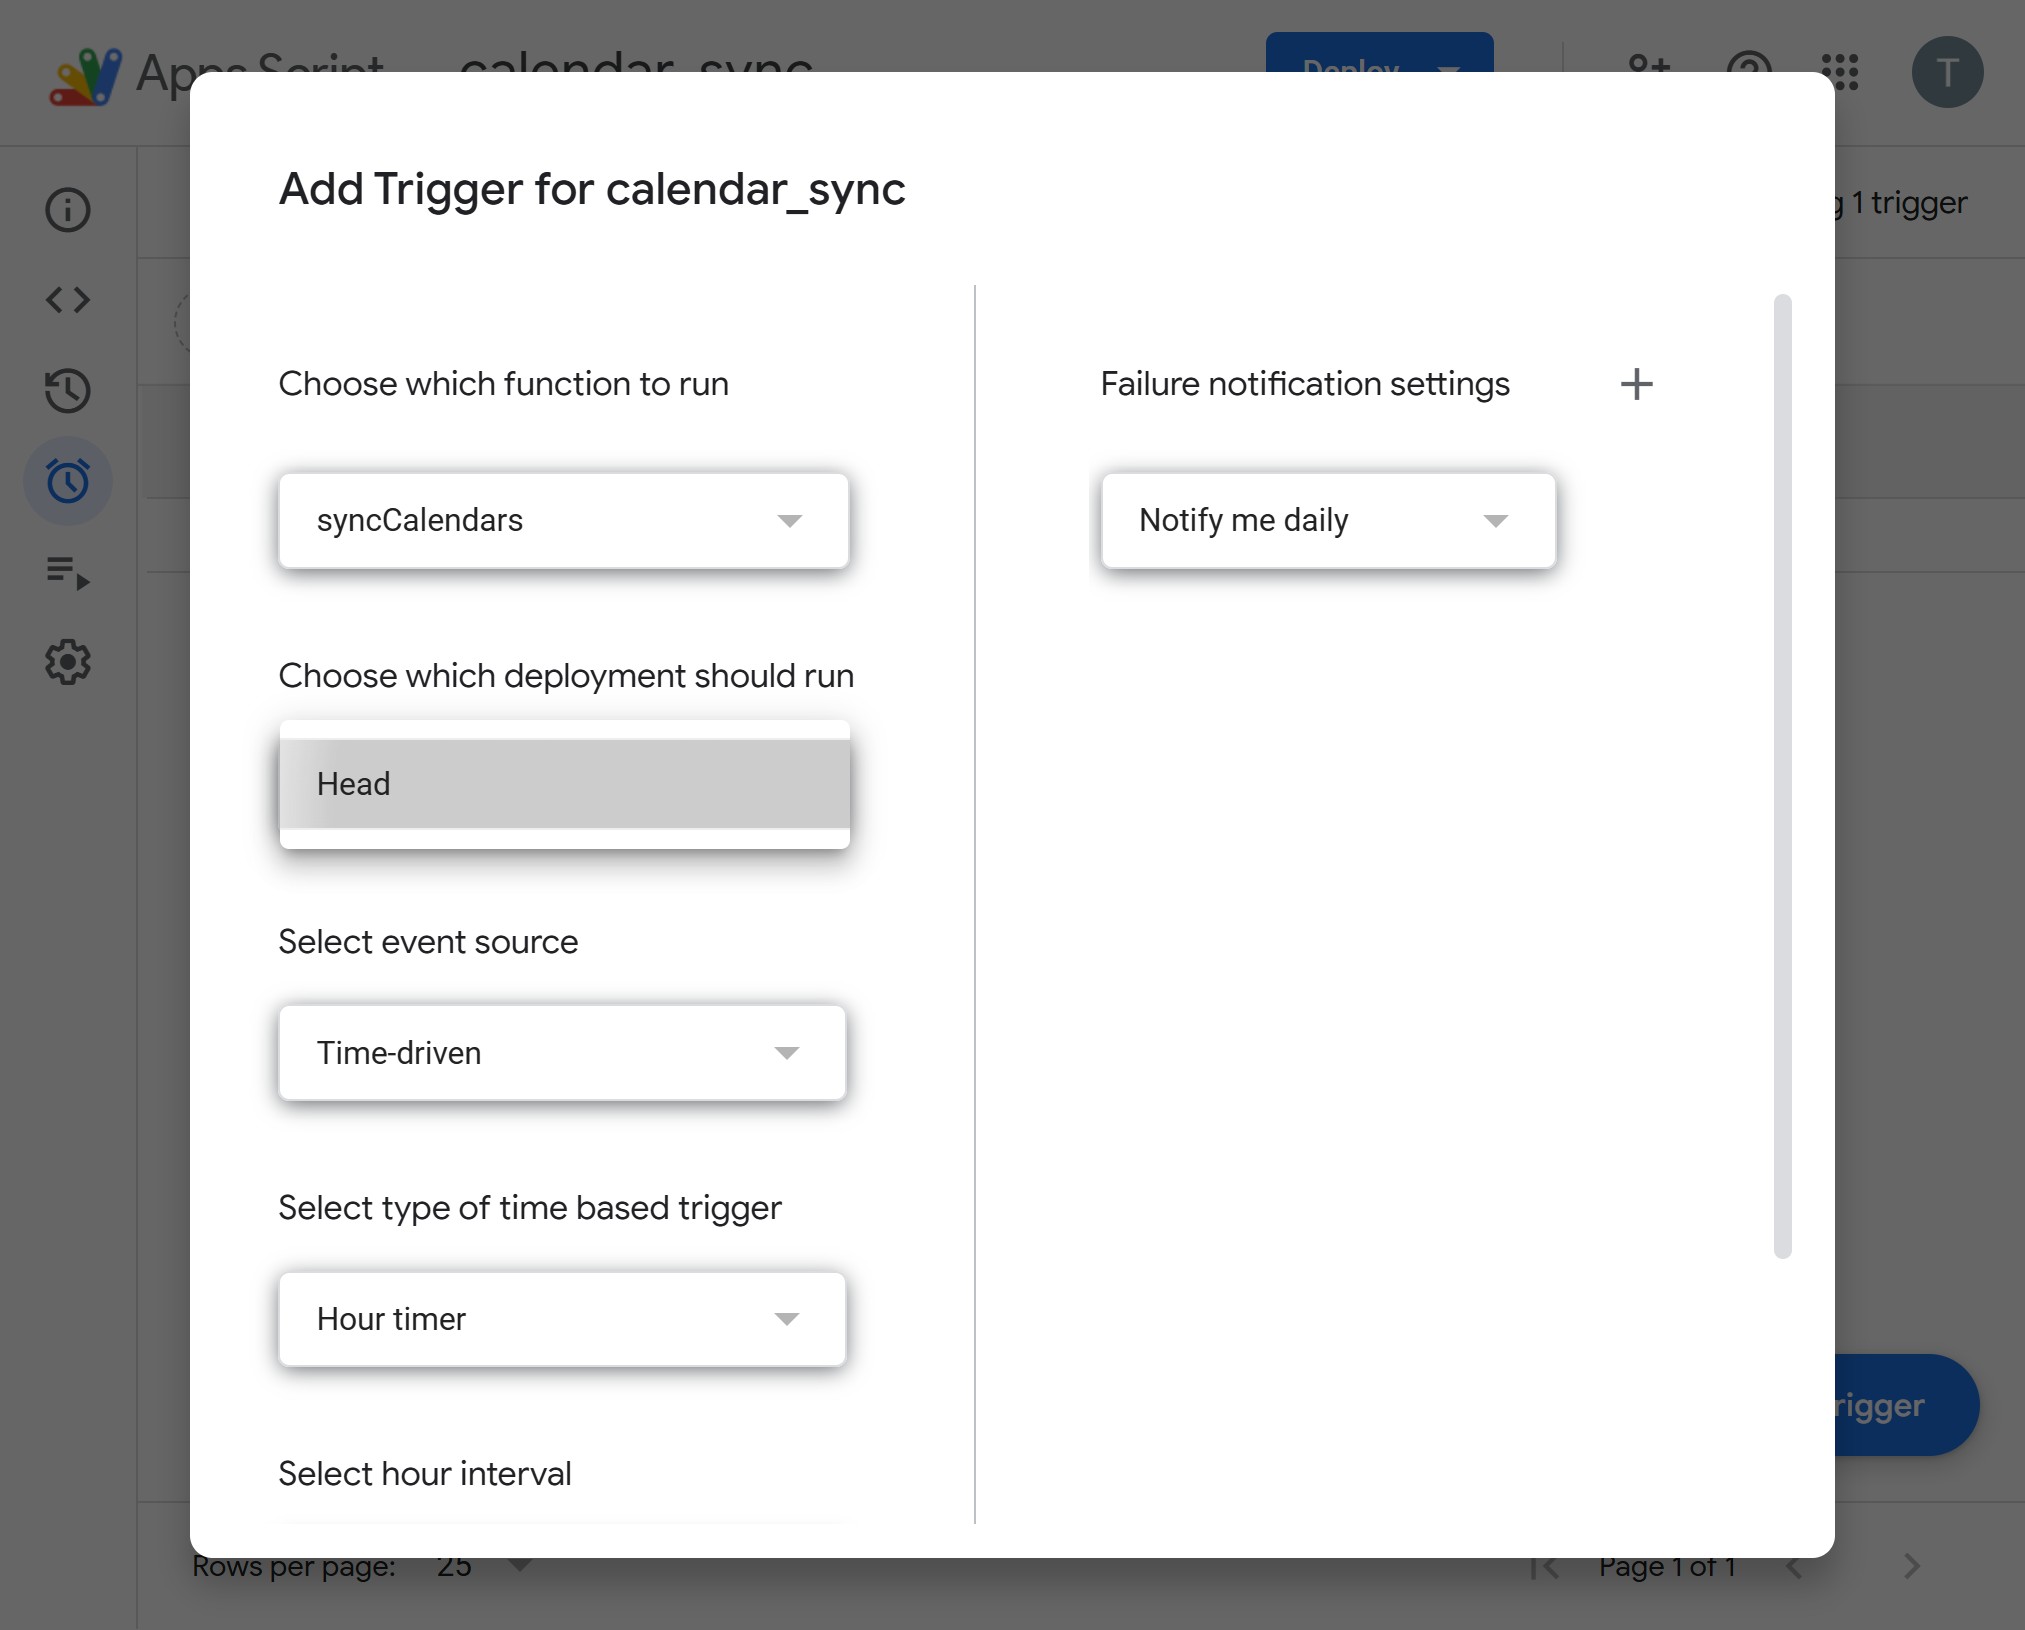 Apps Script
calendar_sync
Deploy
T
Add Trigger for calendar_sync
1 trigger
Choose which function to run
syncCalendars
Failure notification settings
Notify me daily
Choose which deployment should run
Head
Select event source
Time-driven
Select type of time based trigger
Hour timer
Select hour interval
rigger
Rows per page: 25
Page 1 of 1